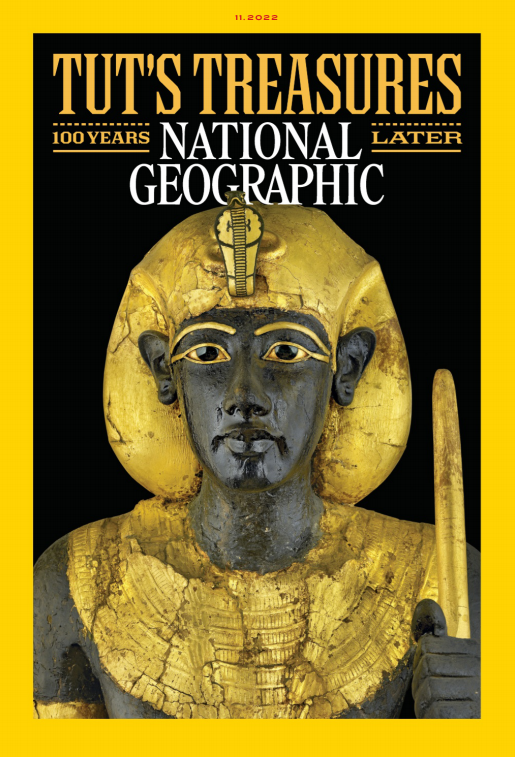 11.2022
TUT'S TREASURES
100 YEARS
NATIONAL
LATER
GEOGRAPHIC